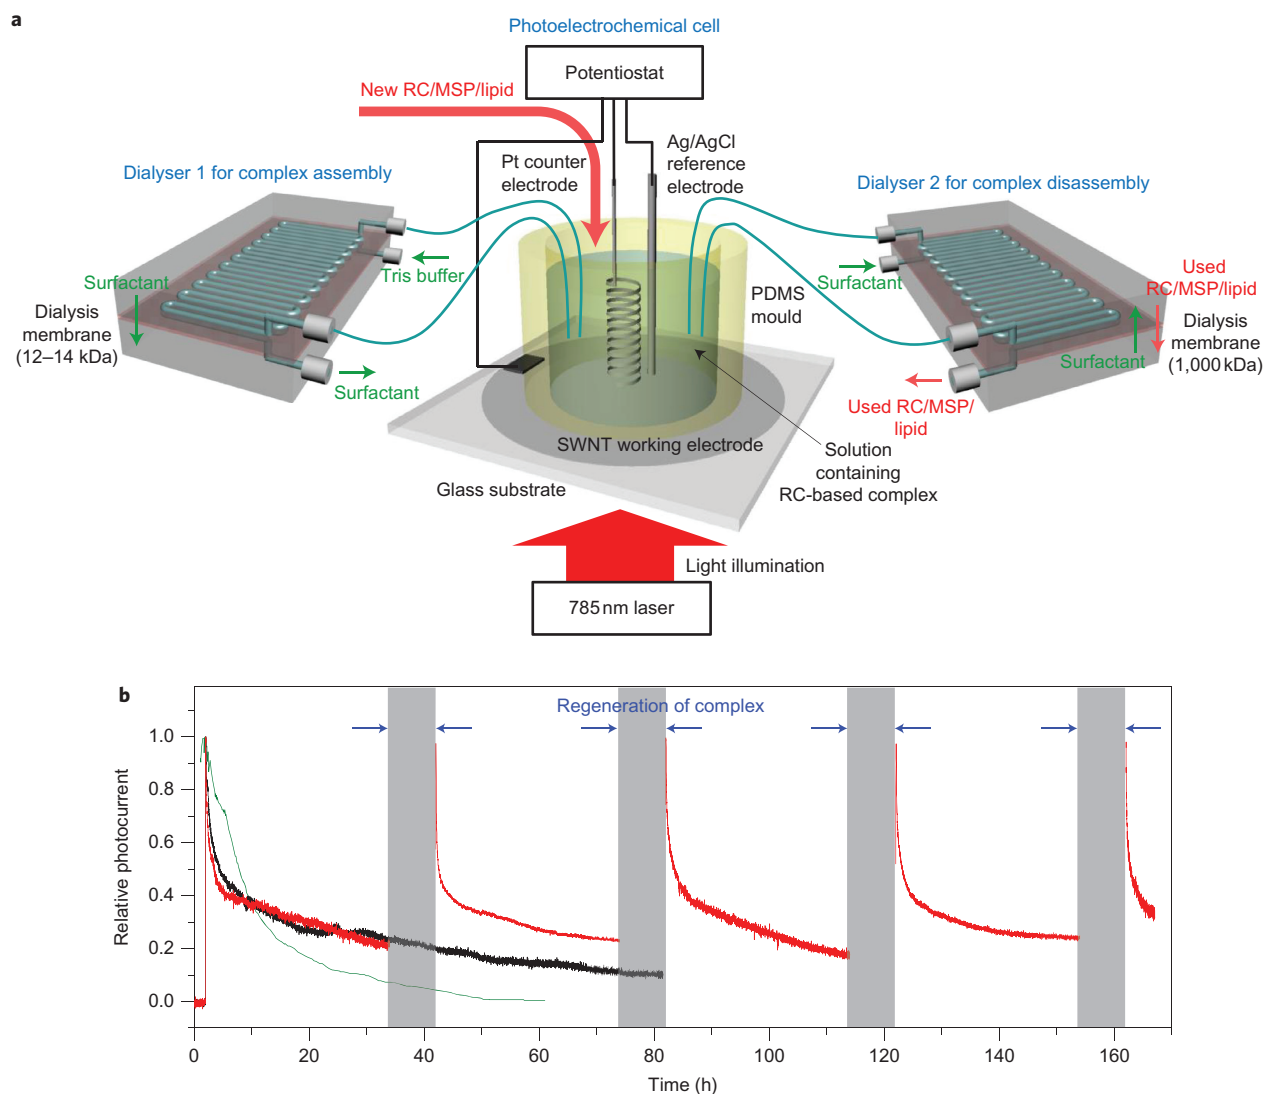 a
Photoelectrochemical cell
Potentiostat
New RC/MSP/lipid
Pt counter
electrode
Ag/AgCl
reference
electrode
Dialyser 1 for complex assembly
Dialyser 2 for complex disassembly
Tris buffer
Surfactant
Dialysis
membrane
(12–14 kDa)
Surfactant
PDMS
mould
Surfactant
Used
RC/MSP/lipid
Dialysis
membrane
(1,000 kDa)
Surfactant
Used RC/MSP/
lipid
SWNT working electrode
Solution
containing
RC-based complex
Glass substrate
Light illumination
785 nm laser
b
Regeneration of complex
Relative photocurrent
1.0
0.8
0.6
0.4
0.2
0.0
0 20 40 60 80 100 120 140 160
Time (h)